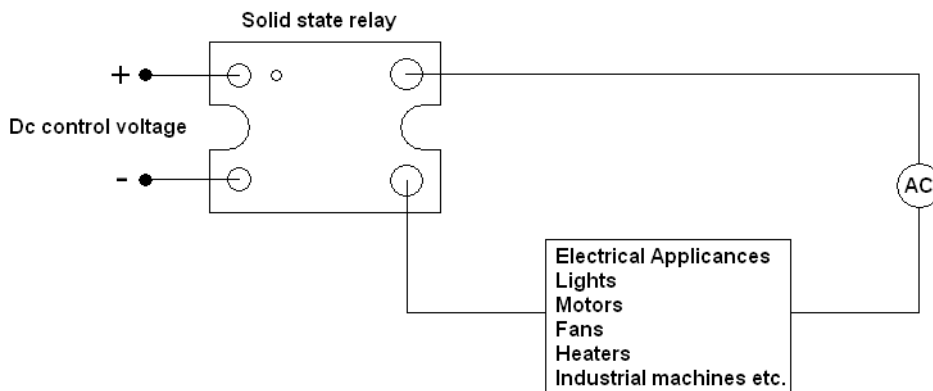 Solid state relay
+
Dc control voltage
-
AC
Electrical Applicances
Lights
Motors
Fans
Heaters
Industrial machines etc.